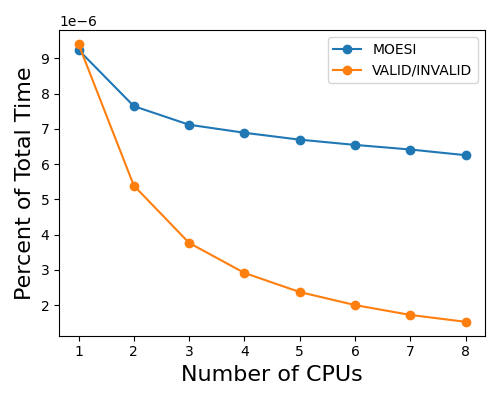 1e−6
MOESI
VALID/INVALID
9
8
7
6
5
4
3
2
Percent of Total Time
1 2 3 4 5 6 7 8
Number of CPUs